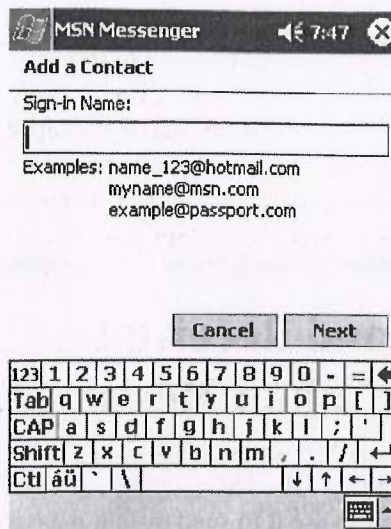 MSN Messenger 7:47
Add a Contact
Sign-in Name:
Examples: name_123@hotmail.com
myname@msn.com
example@passport.com
Cancel Next
123 1 2 3 4 5 6 7 8 9 0 - =
Tab q w e r t y u i o p [ ]
CAP a s d f g h j k l ; '
Shift z x c v b n m , . /
Ctl áü ` \